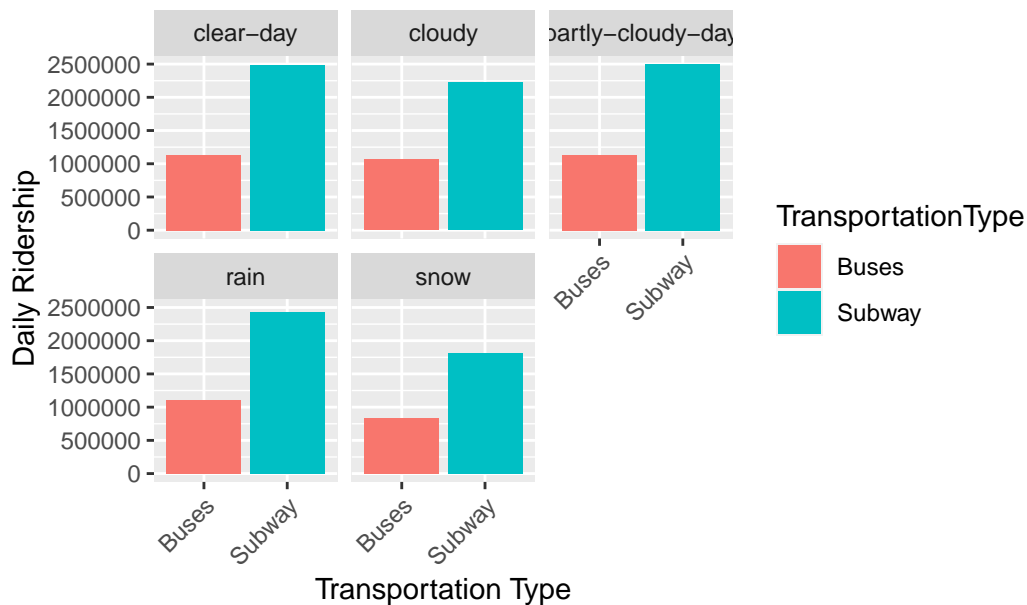 clear−day
cloudy
partly−cloudy−day
2500000
2000000
1500000
1000000
500000
0
Buses
Subway
rain
snow
2500000
2000000
1500000
1000000
500000
0
Buses
Subway
Buses
Subway
Daily Ridership
Transportation Type
TransportationType
Buses
Subway